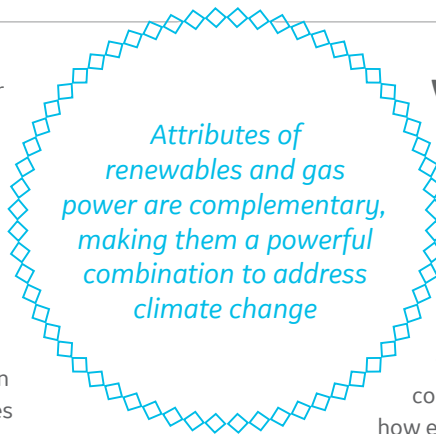 Attributes of
renewables and gas
power are complementary,
making them a powerful
combination to address
climate change